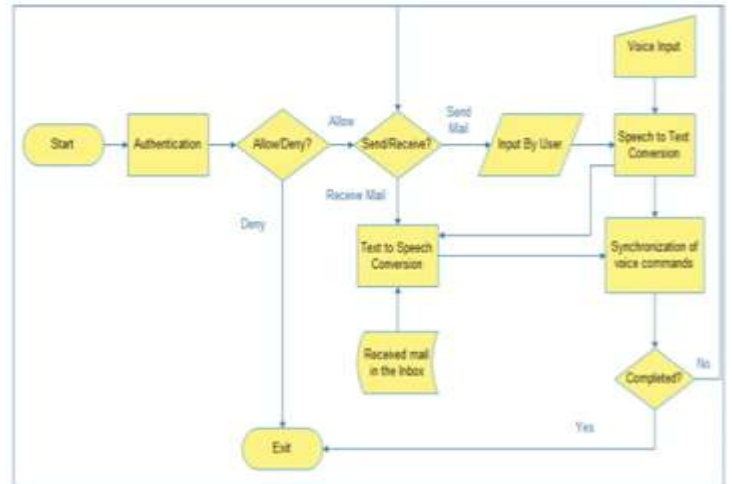 Voice Input
Start
Authentication
Allow/Deny?
Allow
Send/Receive?
Send
Mail
Input By User
Speech to Text
Conversion
Receive Mail
Deny
Text to Speech
Conversion
Synchronization of
voice commands
Received mail
in the Inbox
Completed?
No
Yes
Exit